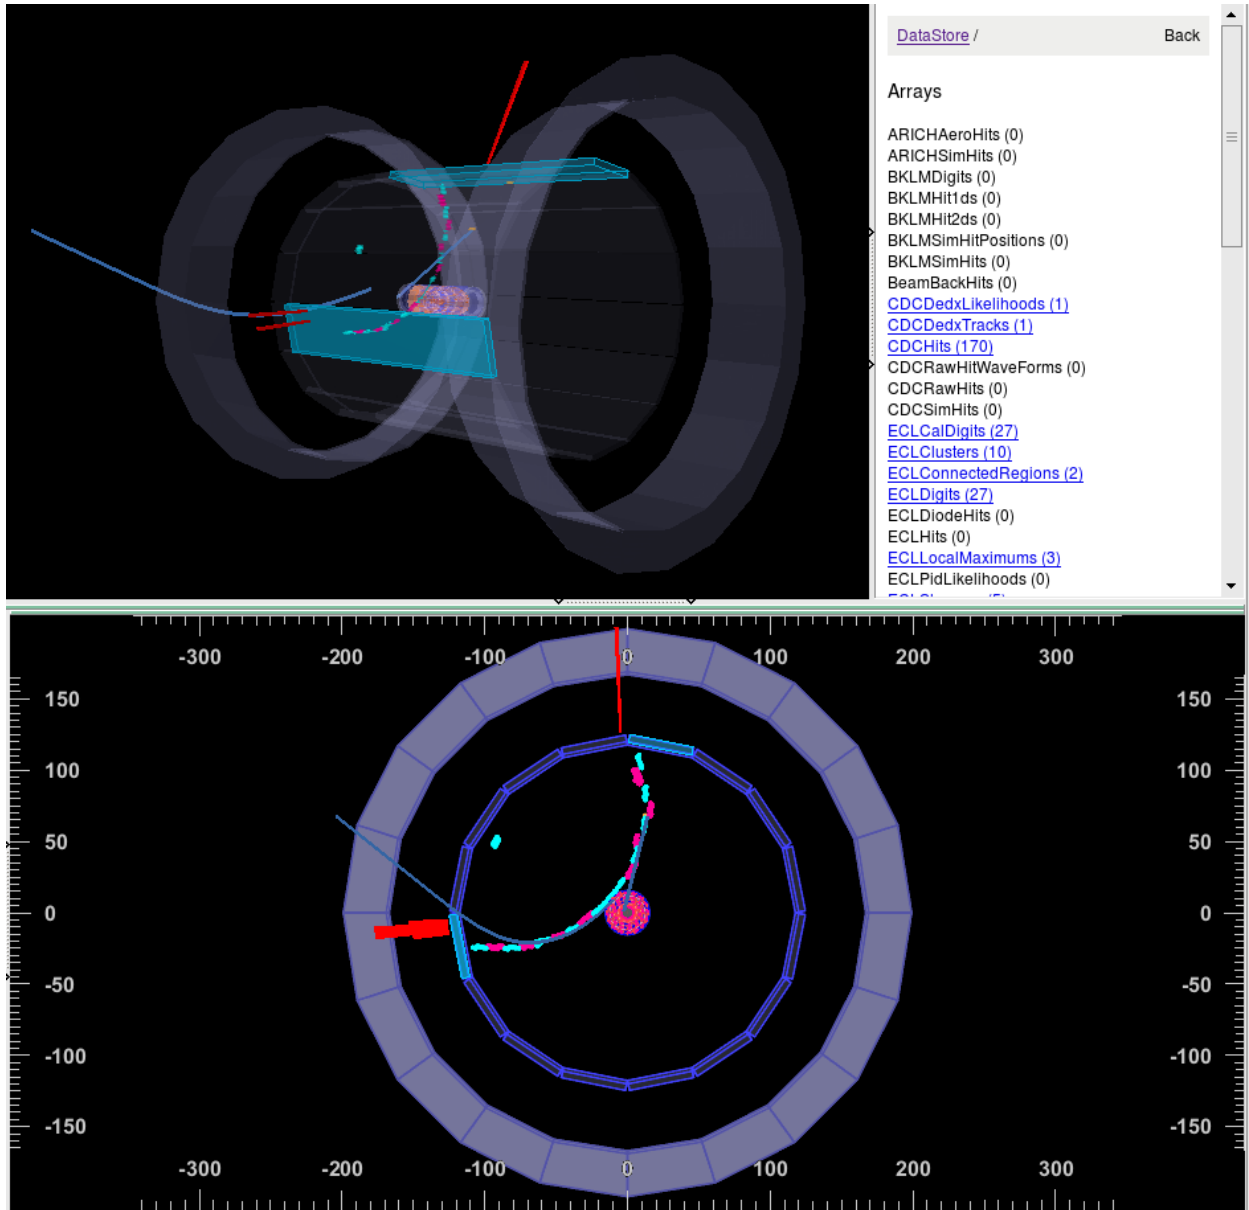 DataStore / Back
Arrays
ARICHAeroHits (0)
ARICHSimHits (0)
BKLMDigits (0)
BKLMHit1ds (0)
BKLMHit2ds (0)
BKLMSimHitPositions (0)
BKLMSimHits (0)
BeamBackHits (0)
CDCDedxLikelihoods (1)
CDCDedxTracks (1)
CDCHits (170)
CDCRawHitWaveForms (0)
CDCRawHits (0)
CDCSimHits (0)
ECLCalDigits (27)
ECLClusters (10)
ECLConnectedRegions (2)
ECLDigits (27)
ECLDiodeHits (0)
ECLHits (0)
ECLLocalMaximums (3)
ECLPidLikelihoods (0)
-300 -200 -100 0 100 200 300
150 150
100 100
50 50
0 0
-50 -50
-100 -100
-150 -150
-300 -200 -100 0 100 200 300